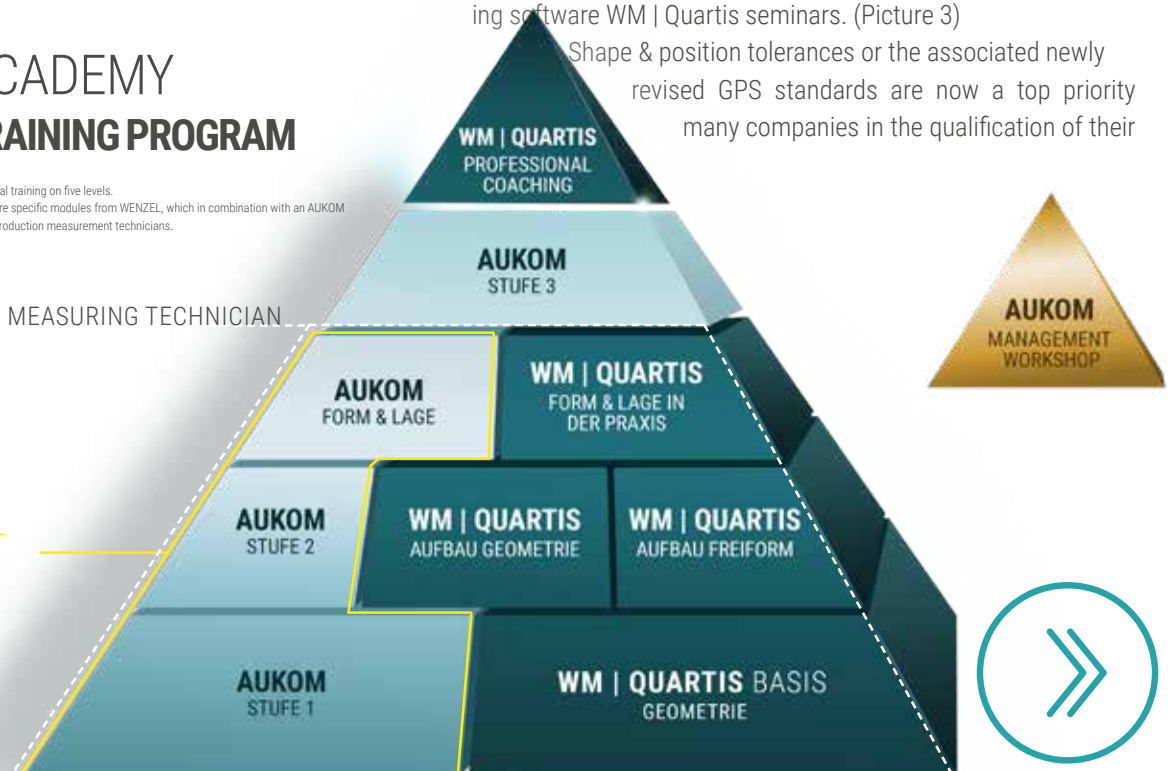 ing software WM | Quartis seminars. (Picture 3)
Shape & position tolerances or the associated newly
revised GPS standards are now a top priority
many companies in the qualification of their
CADEMY
RAINING PROGRAM
al training on five levels.
re specific modules from WENZEL, which in combination with an AUKOM
roduction measurement technicians.
MEASURING TECHNICIAN
WM | QUARTIS
PROFESSIONAL
COACHING
AUKOM
STUFE 3
AUKOM
FORM & LAGE
WM | QUARTIS
FORM & LAGE IN
DER PRAXIS
AUKOM
STUFE 2
WM | QUARTIS
AUFBAU GEOMETRIE
WM | QUARTIS
AUFBAU FREIFORM
AUKOM
STUFE 1
WM | QUARTIS BASIS
GEOMETRIE
AUKOM
MANAGEMENT
WORKSHOP